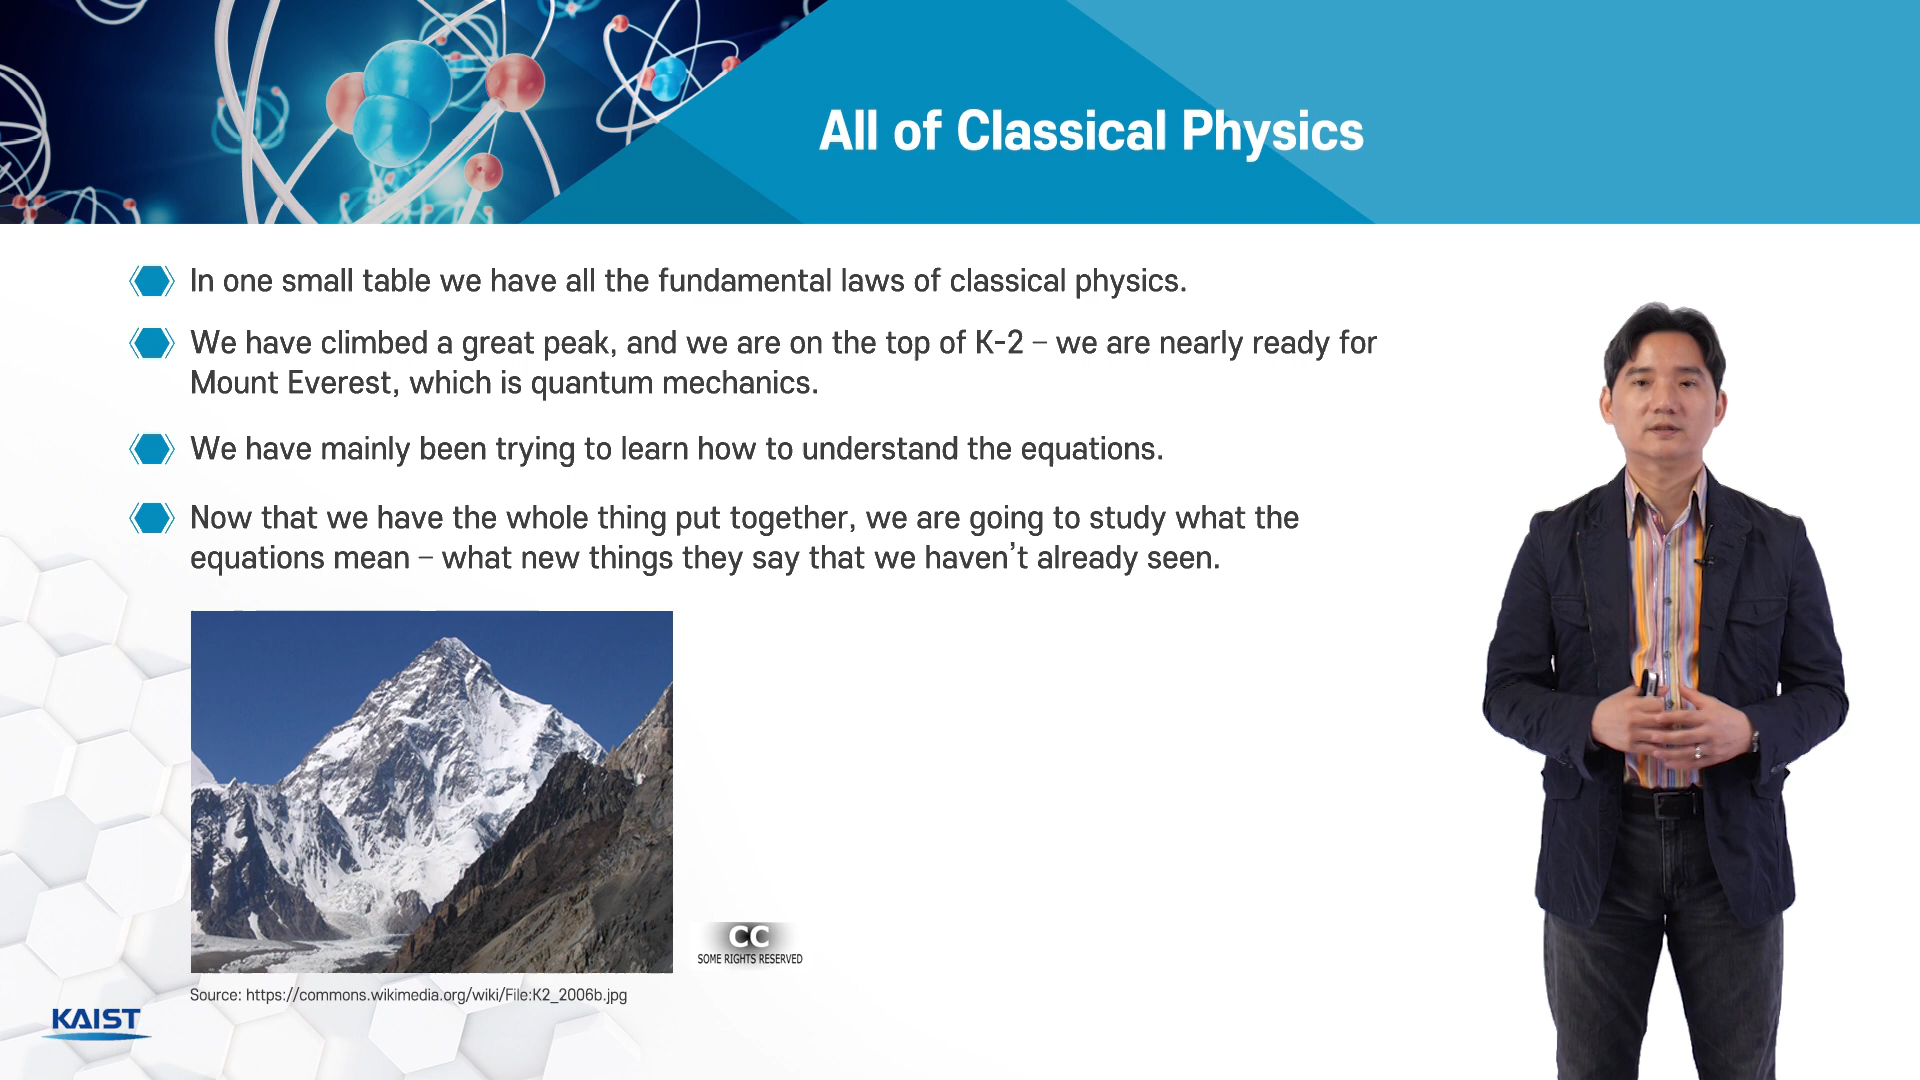 All of Classical Physics
In one small table we have all the fundamental laws of classical physics.
We have climbed a great peak, and we are on the top of K-2 – we are nearly ready for
Mount Everest, which is quantum mechanics.
We have mainly been trying to learn how to understand the equations.
Now that we have the whole thing put together, we are going to study what the
equations mean – what new things they say that we haven't already seen.
CC
SOME RIGHTS RESERVED
Source: https://commons.wikimedia.org/wiki/File:K2_2006b.jpg
KAIST